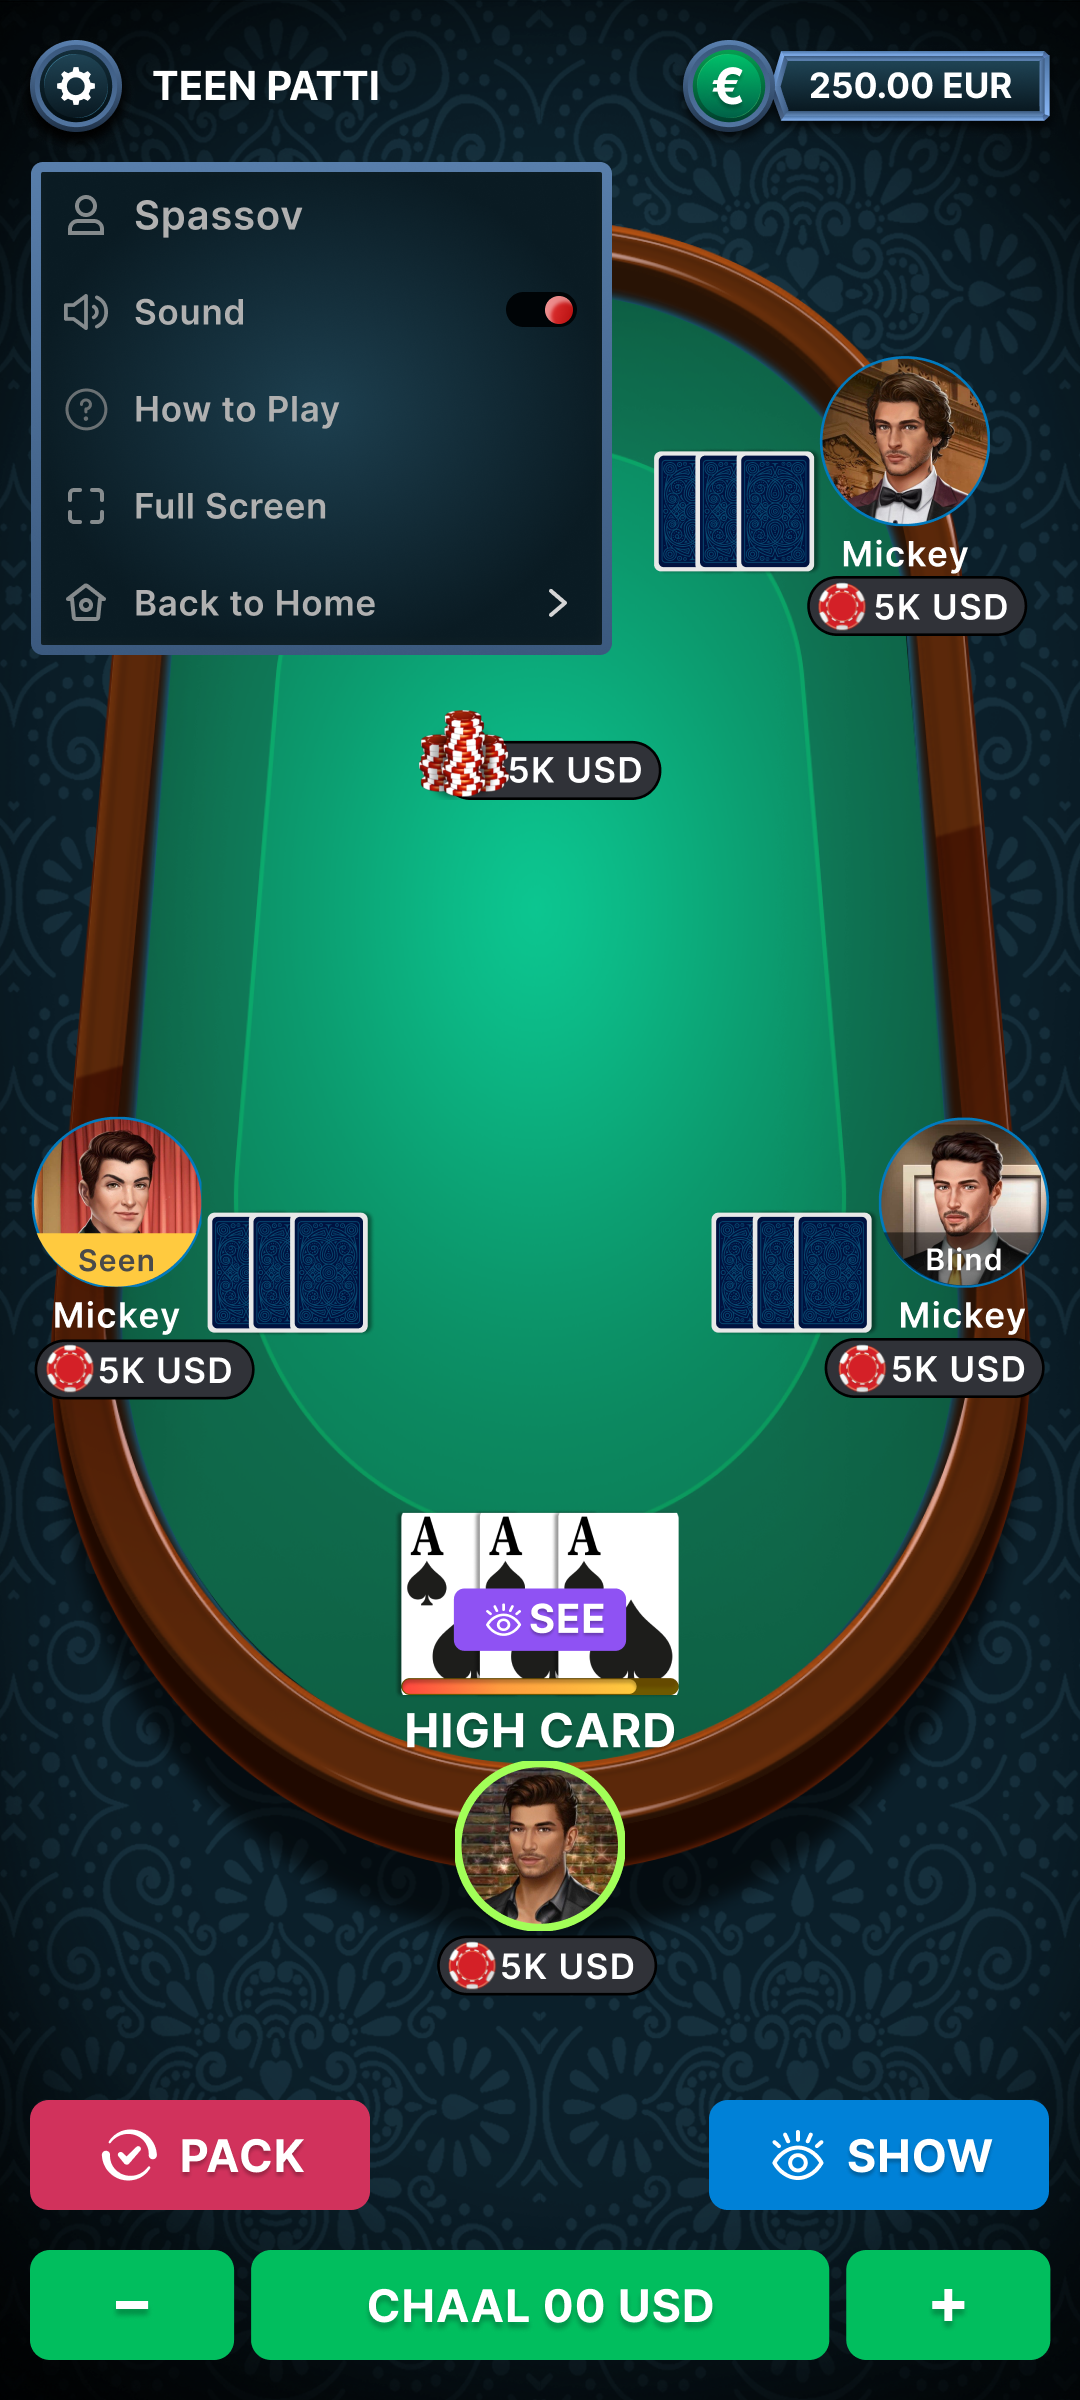 TEEN PATTI
€
250.00 EUR
Spassov
Sound
? How to Play
Full Screen
Back to Home
Mickey
5K USD
5K USD
Seen
Mickey
5K USD
Blind
Mickey
5K USD
A A A
SEE
HIGH CARD
5K USD
PACK
SHOW
− CHAAL 00 USD +